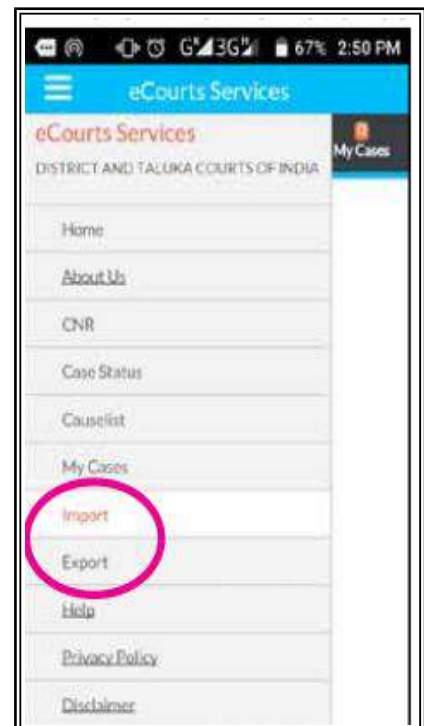 G 3G 67% 2:50 PM
eCourts Services
eCourts Services
DISTRICT AND TALUKA COURTS OF INDIA
My Cases
Home
About Us
CNR
Case Status
Causelist
My Cases
Import
Export
Help
Privacy Policy
Disclaimer